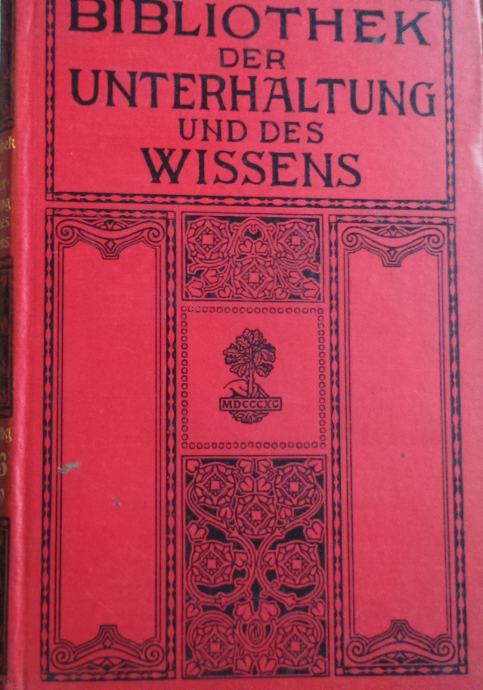 BIBLIOTHEK
DER
UNTERHALTUNG
UND DES
WISSENS
MDCCCXC